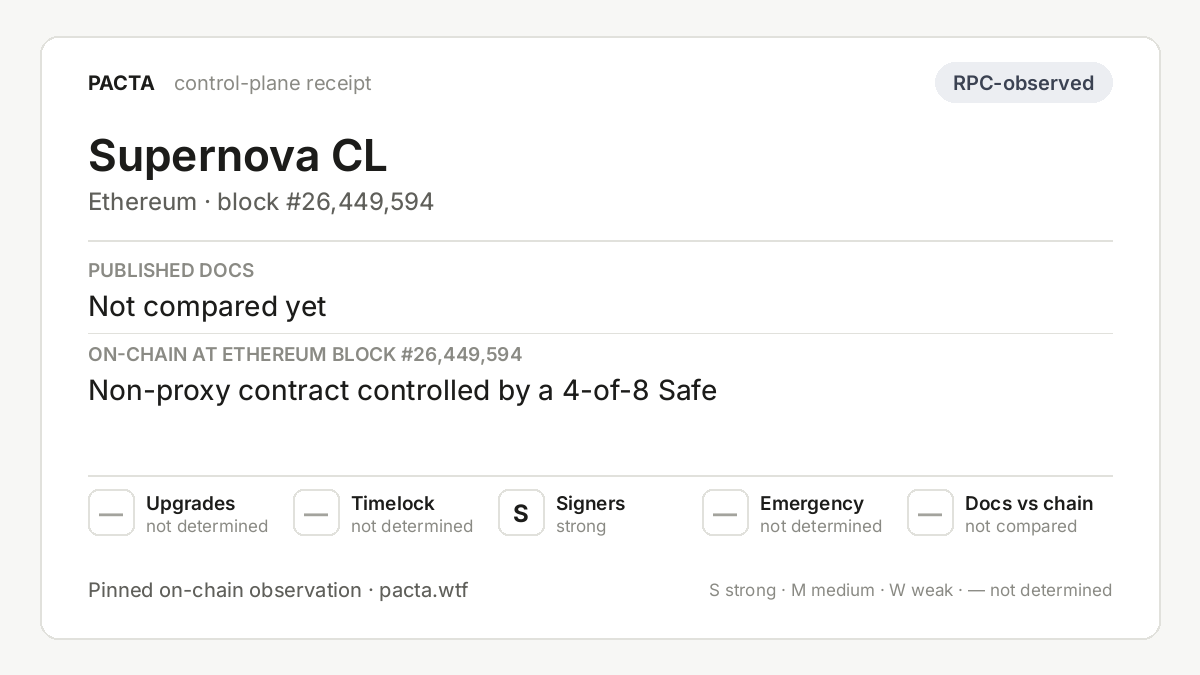 PACTA control-plane receipt RPC-observed
Supernova CL
Ethereum · block #26,449,594
PUBLISHED DOCS
Not compared yet
ON-CHAIN AT ETHEREUM BLOCK #26,449,594
Non-proxy contract controlled by a 4-of-8 Safe
— Upgrades not determined
— Timelock not determined
S Signers strong
— Emergency not determined
— Docs vs chain not compared
Pinned on-chain observation · pacta.wtf
S strong · M medium · W weak · — not determined